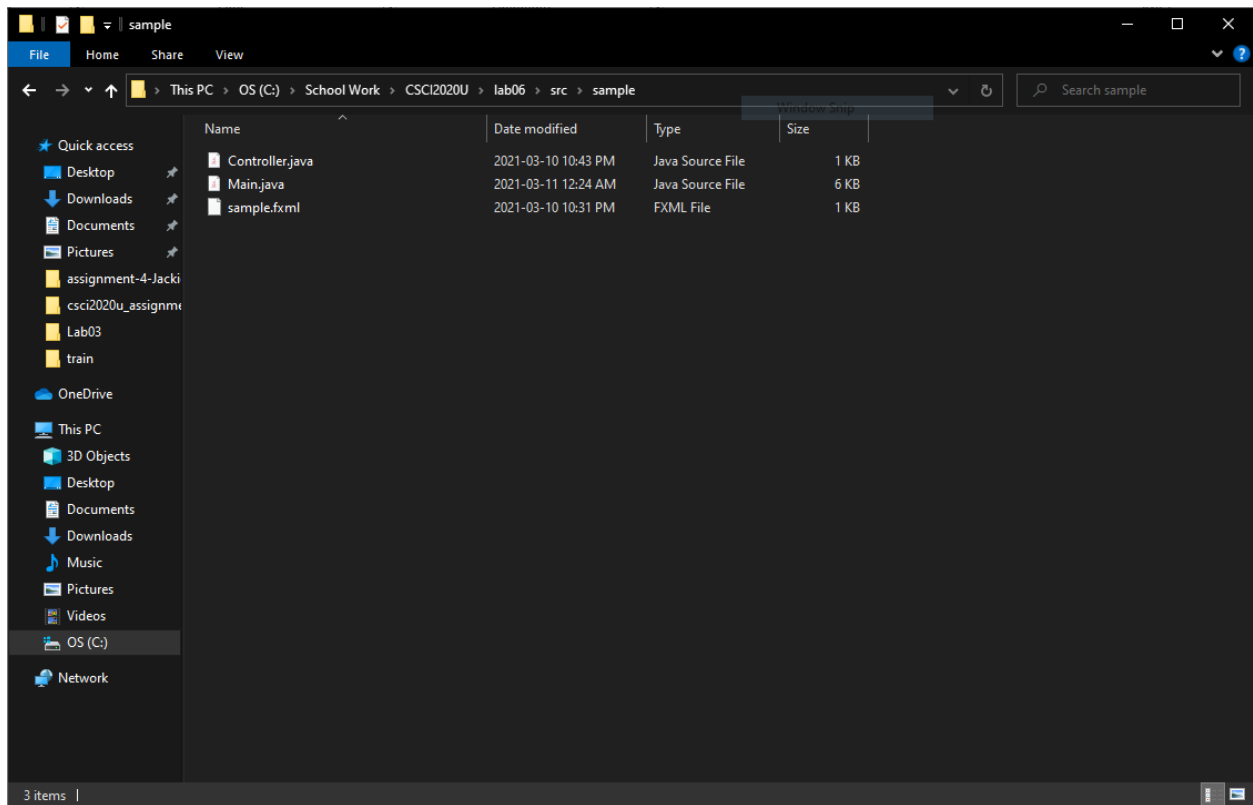 sample
File Home Share View
This PC > OS (C:) > School Work > CSCI2020U > lab06 > src > sample
Search sample
Window Snip
Name Date modified Type Size
Quick access
Desktop
Downloads
Documents
Pictures
assignment-4-Jacki
csci2020u_assignme
Lab03
train
OneDrive
This PC
3D Objects
Desktop
Documents
Downloads
Music
Pictures
Videos
OS (C:)
Network
Controller.java 2021-03-10 10:43 PM Java Source File 1 KB
Main.java 2021-03-11 12:24 AM Java Source File 6 KB
sample.fxml 2021-03-10 10:31 PM FXML File 1 KB
3 items